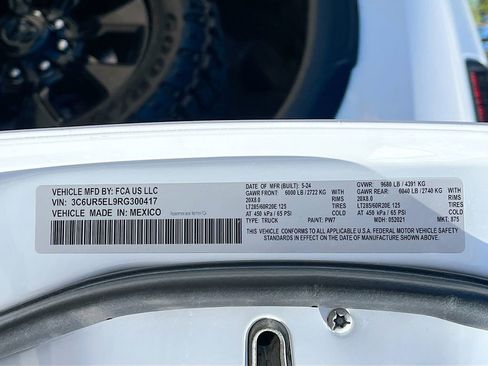 VEHICLE MFD BY: FCA US LLC
VIN: 3C6UR5EL9RG300417
VEHICLE MADE IN: MEXICO
DATE OF MFR (BUILT): 5-24
GAWR FRONT: 6000 LB / 2722 KG
20X8.0 RIMS
LT285/60R20E 125 TIRES
AT 450 kPa / 65 PSI COLD
TYPE: TRUCK PAINT: PW7
GVWR: 9680 LB / 4391 KG
GAWR REAR: 6040 LB / 2740 KG
20X8.0 RIMS
LT285/60R20E 125 TIRES
AT 450 kPa / 65 PSI COLD
MDH: 052021 MKT: 875
THIS VEHICLE CONFORMS TO ALL APPLICABLE U.S.A. FEDERAL MOTOR VEHICLE SAFETY
STANDARDS IN EFFECT ON THE DATE OF MANUFACTURE SHOWN ABOVE.